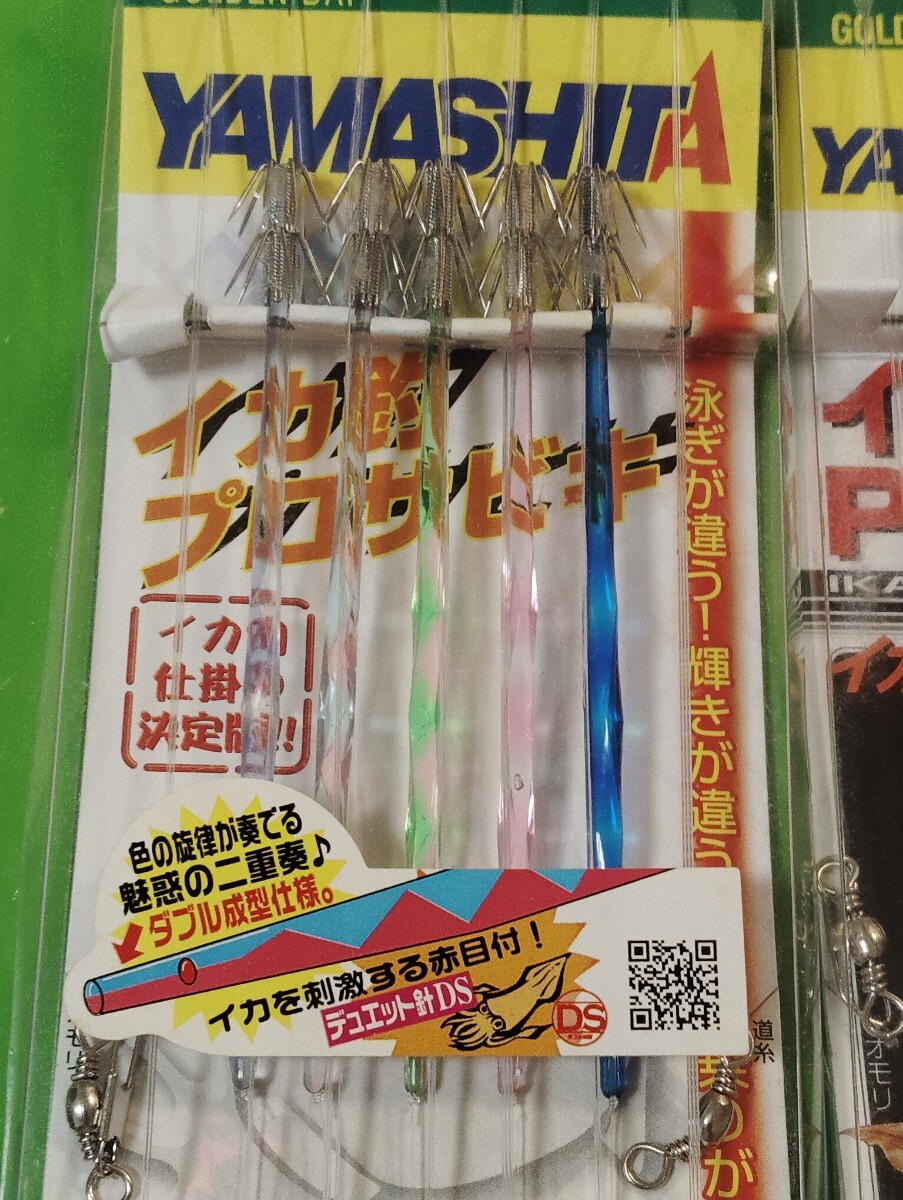 GOLDEN BAI
YAMASHITA
イカ釣
プロサビキ
泳ぎが違う!輝きが違う
イカ釣
仕掛の
決定版!!
色の旋律が奏でる
魅惑の二重奏♪
ダブル成型仕様。
イカを刺激する赤目付!
デュエット針DS
DS
道糸
GOLD
YA
イ
P
IKA
イカ
オモリ